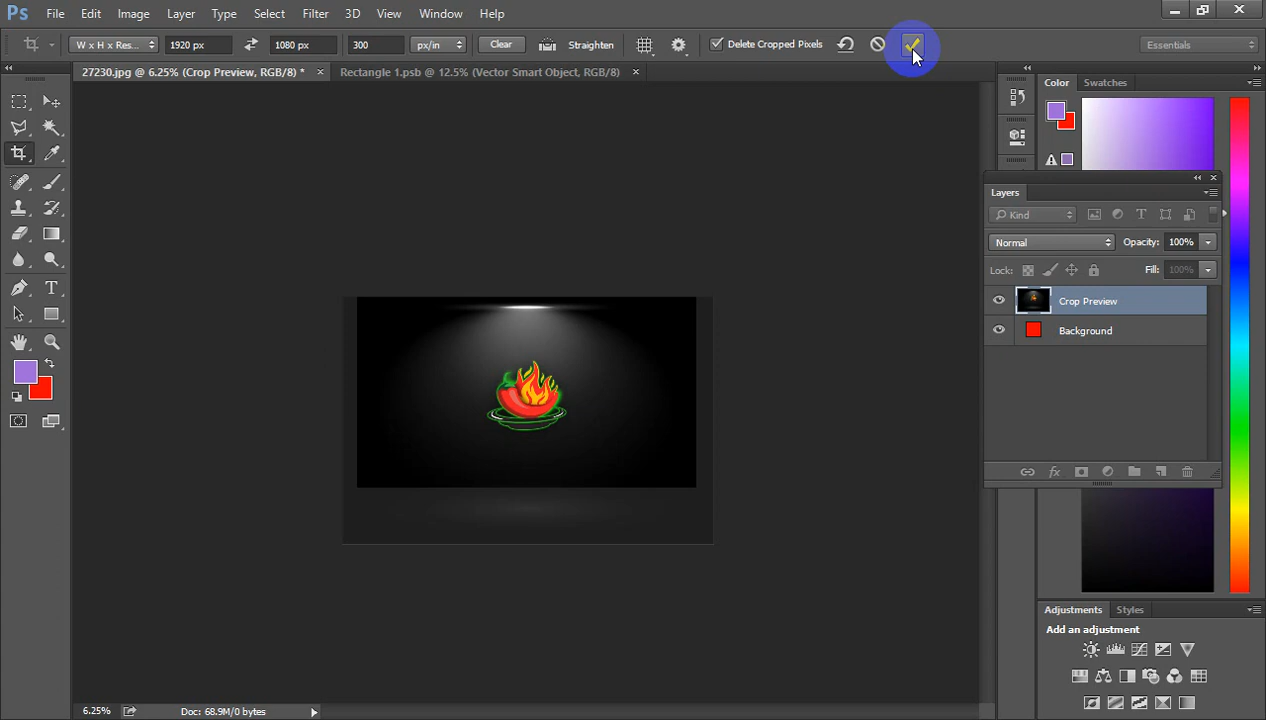 Ps File Edit Image Layer Type Select Filter 3D View Window Help
W x H x Res... 1920 px 1080 px 300 px/in Clear Straighten Delete Cropped Pixels Essentials
27230.jpg @ 6.25% (Crop Preview, RGB/8) * × Rectangle 1.psb @ 12.5% (Vector Smart Object, RGB/8) ×
Color Swatches
Layers
Kind
Normal Opacity: 100%
Lock: Fill: 100%
Crop Preview
Background
Adjustments Styles
Add an adjustment
6.25% Doc: 68.9M/0 bytes